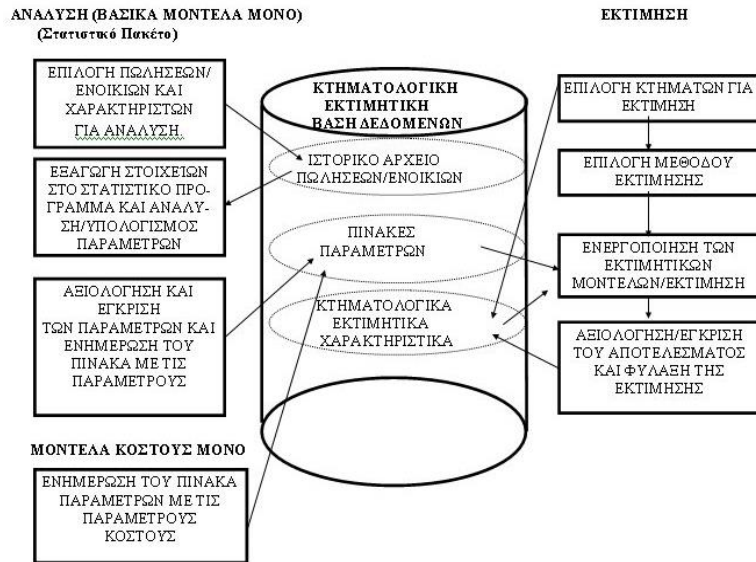 ΑΝΑΛΥΣΗ (ΒΑΣΙΚΑ ΜΟΝΤΕΛΑ ΜΟΝΟ)
(Στατιστικό Πακέτο)
ΕΠΙΛΟΓΗ ΠΩΛΗΣΕΩΝ/
ΕΝΟΙΚΙΩΝ ΚΑΙ
ΧΑΡΑΚΤΗΡΙΣΤΩΝ
ΓΙΑ ΑΝΑΛΥΣΗ.
ΕΞΑΓΩΓΗ ΣΤΟΙΧΕΙΩΝ
ΣΤΟ ΣΤΑΤΙΣΤΙΚΟ ΠΡΟ-
ΓΡΑΜΜΑ ΚΑΙ ΑΝΑΛΥ-
ΣΗ/ΥΠΟΛΟΓΙΣΜΟΣ
ΠΑΡΑΜΕΤΡΩΝ
ΑΞΙΟΛΟΓΗΣΗ ΚΑΙ
ΕΓΚΡΙΣΗ
ΤΩΝ ΠΑΡΑΜΕΤΡΩΝ ΚΑΙ
ΕΝΗΜΕΡΩΣΗ ΤΟΥ
ΠΙΝΑΚΑ ΜΕ ΤΙΣ
ΠΑΡΑΜΕΤΡΟΥΣ
ΜΟΝΤΕΛΑ ΚΟΣΤΟΥΣ ΜΟΝΟ
ΕΝΗΜΕΡΩΣΗ ΤΟΥ ΠΙΝΑΚΑ
ΠΑΡΑΜΕΤΡΩΝ ΜΕ ΤΙΣ
ΠΑΡΑΜΕΤΡΟΥΣ
ΚΟΣΤΟΥΣ
ΚΤΗΜΑΤΟΛΟΓΙΚΗ
ΕΚΤΙΜΗΤΙΚΗ
ΒΑΣΗ ΔΕΔΟΜΕΝΩΝ
ΙΣΤΟΡΙΚΟ ΑΡΧΕΙΟ
ΠΩΛΗΣΕΩΝ/ΕΝΟΙΚΙΩΝ
ΠΙΝΑΚΕΣ
ΠΑΡΑΜΕΤΡΩΝ
ΚΤΗΜΑΤΟΛΟΓΙΚΑ
ΕΚΤΙΜΗΤΙΚΑ
ΧΑΡΑΚΤΗΡΙΣΤΙΚΑ
ΕΚΤΙΜΗΣΗ
ΕΠΙΛΟΓΗ ΚΤΗΜΑΤΩΝ ΓΙΑ
ΕΚΤΙΜΗΣΗ
ΕΠΙΛΟΓΗ ΜΕΘΟΔΟΥ
ΕΚΤΙΜΗΣΗΣ
ΕΝΕΡΓΟΠΟΙΗΣΗ ΤΩΝ
ΕΚΤΙΜΗΤΙΚΩΝ
ΜΟΝΤΕΛΩΝ/ΕΚΤΙΜΗΣΗ
ΑΞΙΟΛΟΓΗΣΗ/ΕΓΚΡΙΣΗ
ΤΟΥ ΑΠΟΤΕΛΕΣΜΑΤΟΣ
ΚΑΙ ΦΥΛΑΞΗ ΤΗΣ
ΕΚΤΙΜΗΣΗΣ